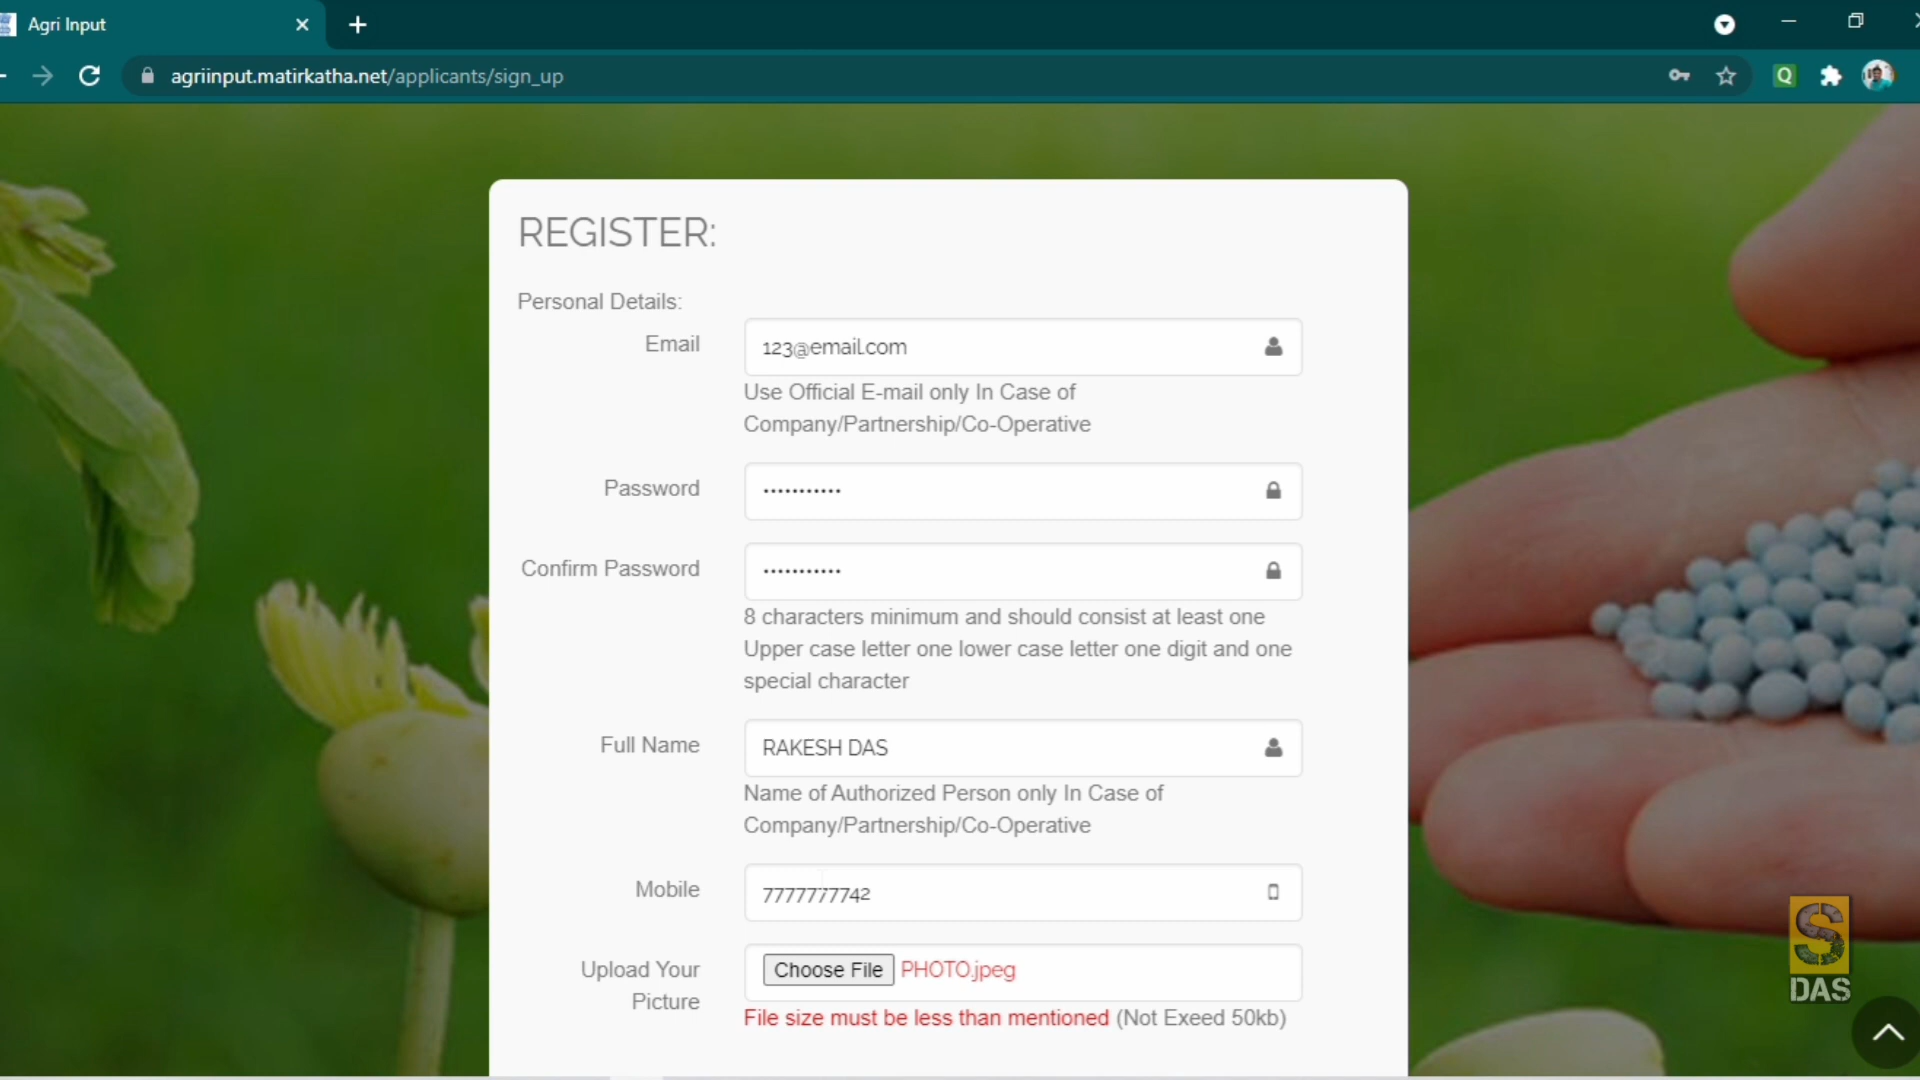 Agri Input
agriinput.matirkatha.net/applicants/sign_up
Q
REGISTER:
Personal Details:
Email
123@email.com
Use Official E-mail only In Case of
Company/Partnership/Co-Operative
Password
•••••••••••
Confirm Password
•••••••••••
8 characters minimum and should consist at least one
Upper case letter one lower case letter one digit and one
special character
Full Name
RAKESH DAS
Name of Authorized Person only In Case of
Company/Partnership/Co-Operative
Mobile
7777777742
Upload Your
Picture
Choose File PHOTO.jpeg
File size must be less than mentioned (Not Exeed 50kb)
S
DAS